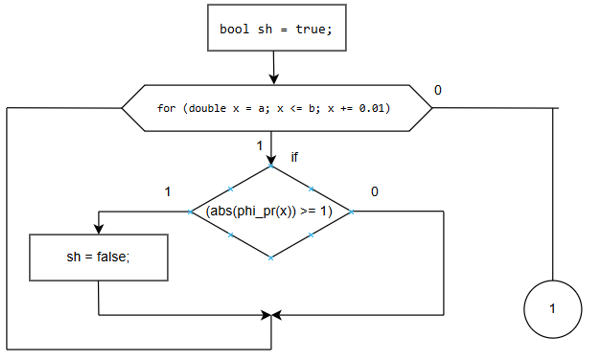 bool sh = true;
0
for (double x = a; x <= b; x += 0.01)
1
if
1
0
(abs(phi_pr(x)) >= 1)
sh = false;
1